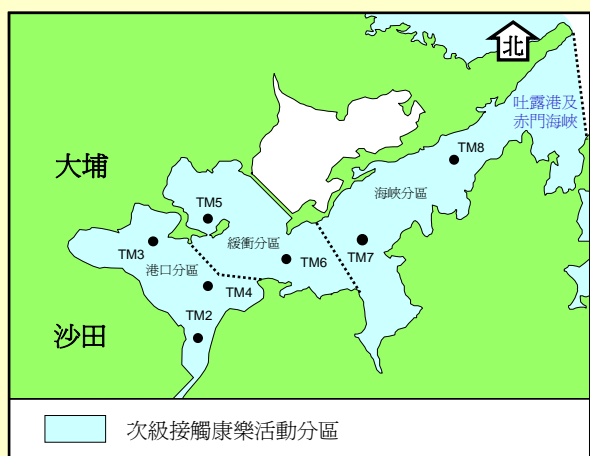 北
吐露港及
赤門海峽
TM8
大埔
海峽分區
TM5
緩衝分區
TM3
TM6
TM7
港口分區
TM4
TM2
沙田
次級接觸康樂活動分區